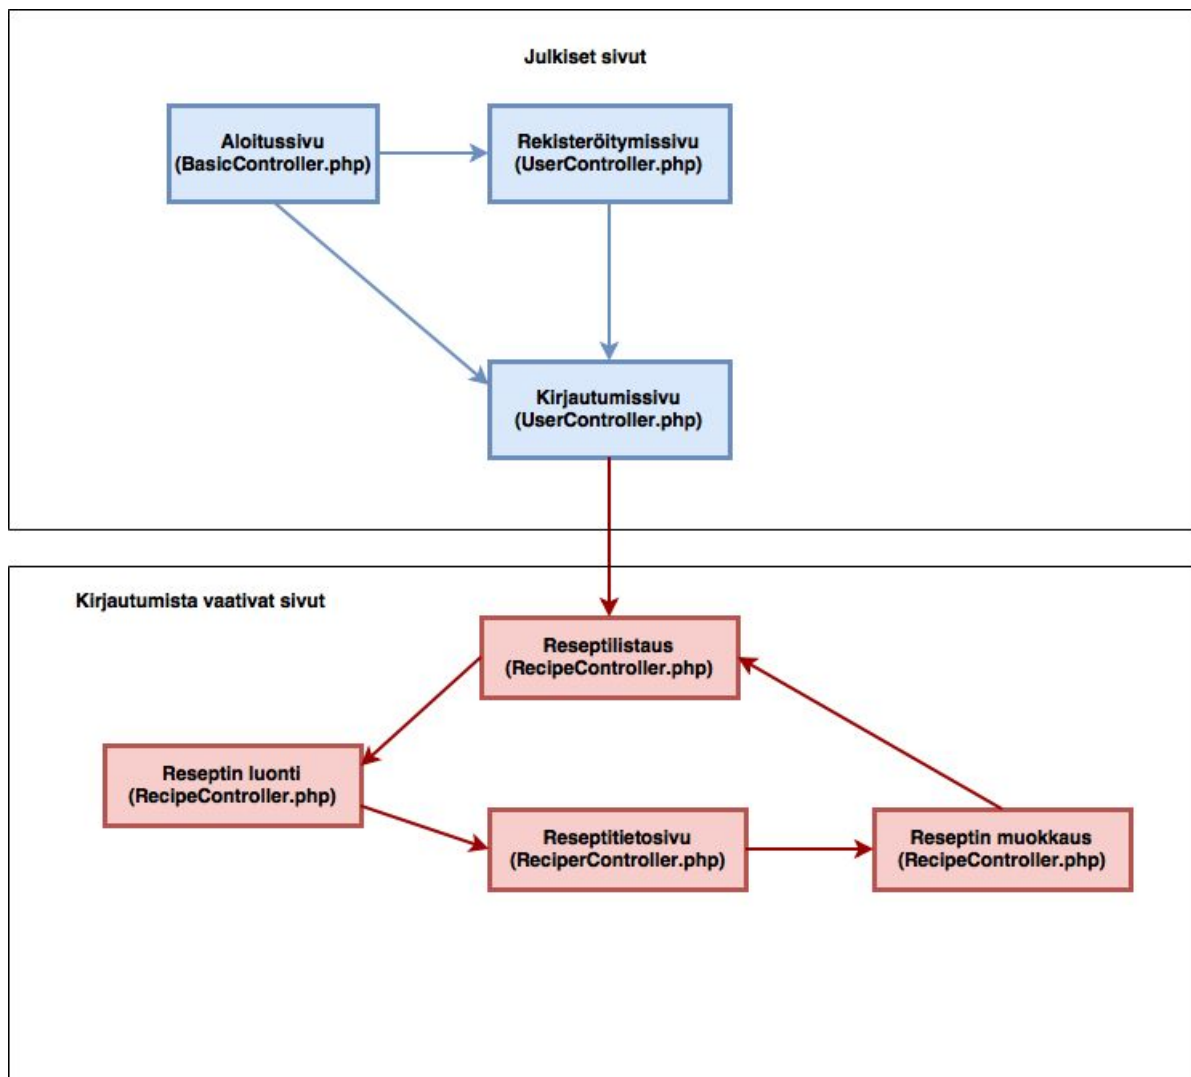 Julkiset sivut
Aloitussivu
(BasicController.php)
Rekisteröitymissivu
(UserController.php)
Kirjautumissivu
(UserController.php)
Kirjautumista vaativat sivut
Reseptilistaus
(RecipeController.php)
Reseptin luonti
(RecipeController.php)
Reseptitietosivu
(ReciperController.php)
Reseptin muokkaus
(RecipeController.php)